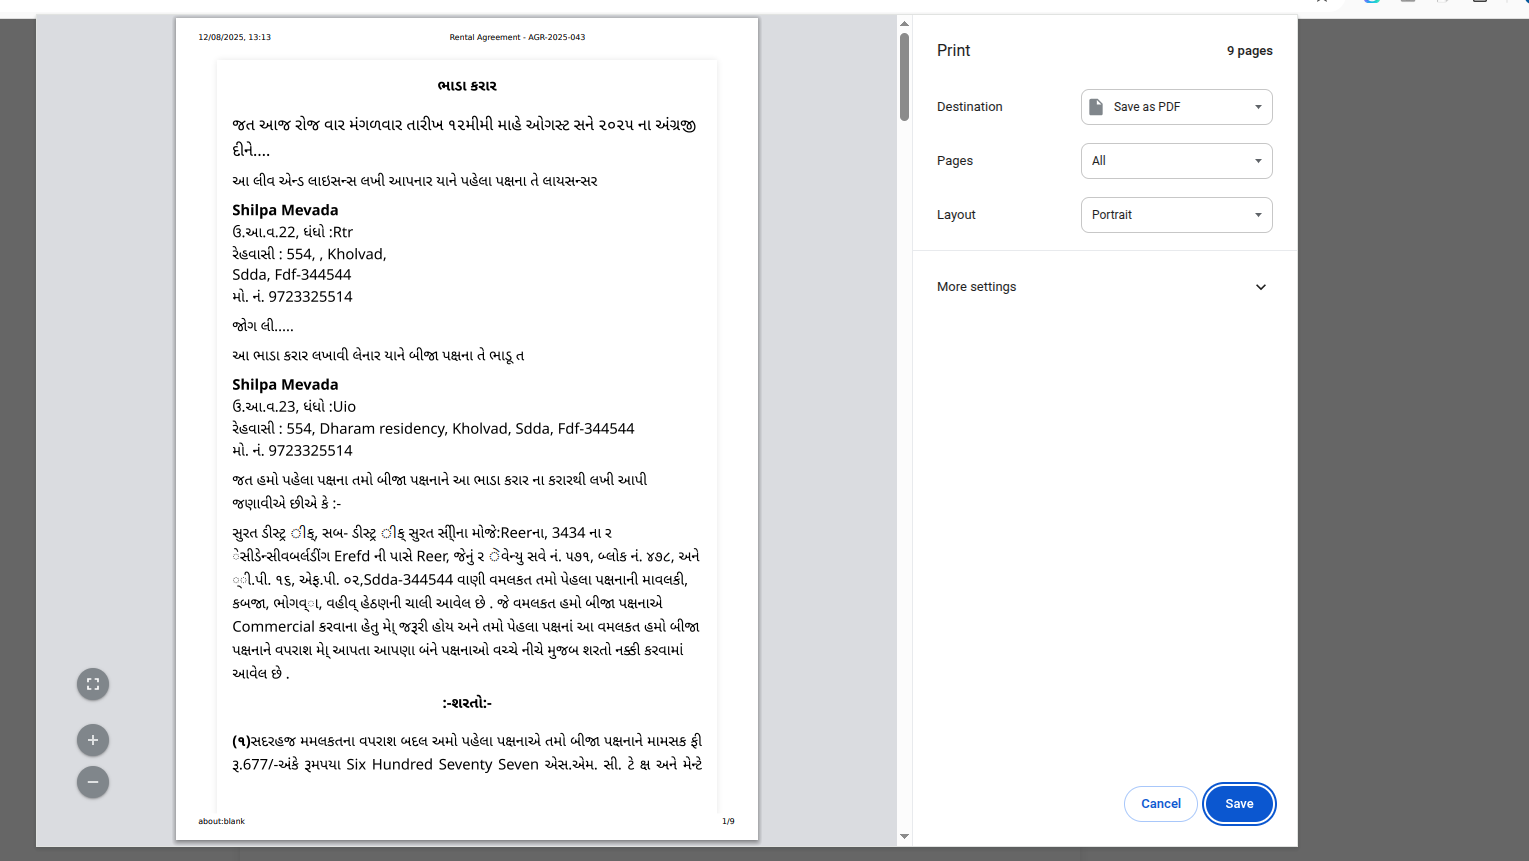 12/08/2025, 13:13
Rental Agreement - AGR-2025-043
ભાડા કરાર
જત આજ રોજ વાર મંગળવાર તારીખ ૧૨મીમી માહે ઓગસ્ટ સને ૨૦૨૫ ના અંગ્રજી
દીને....
આ લીવ એન્ડ લાઇસન્સ લખી આપનાર યાને પહેલા પક્ષના તે લાયસન્સર
Shilpa Mevada
ઉ.આ.વ.22, ધંધો :Rtr
રેહવાસી : 554, , Kholvad,
Sdda, Fdf-344544
મો. નં. 9723325514
જોગ લી.....
આ ભાડા કરાર લખાવી લેનાર યાને બીજા પક્ષના તે ભાડૂ ત
Shilpa Mevada
ઉ.આ.વ.23, ધંધો :Uio
રેહવાસી : 554, Dharam residency, Kholvad, Sdda, Fdf-344544
મો. નં. 9723325514
જત હમો પહેલા પક્ષના તમો બીજા પક્ષનાને આ ભાડા કરાર ના કરારથી લખી આપી
જણાવીએ છીએ કે :-
સુરત ડીસ્ટ્ર ીક્, સબ- ડીસ્ટ્ર ીક્ સુરત સીીના મોજે:Reerના, 3434 ના ર
ેસીડેન્સીવબર્લ્ડીંગ Erefd ની પાસે Reer, જેનું ર ેવેન્યુ સવે નં. ૫૭૧, બ્લોક નં. ૪૭૮, અને
્ી.પી. ૧૬, એફ.પી. ૦૨,Sdda-344544 વાણી વમલકત તમો પેહલા પક્ષનાની માવલકી,
કબજા, ભોગવ્ા, વહીવ્ હેઠણની ચાલી આવેલ છે . જે વમલકત હમો બીજા પક્ષનાએ
Commercial કરવાના હેતુ મો્ જરૂરી હોય અને તમો પેહલા પક્ષનાં આ વમલકત હમો બીજા
પક્ષનાને વપરાશ મો્ આપતા આપણા બંને પક્ષનાઓ વચ્ચે નીચે મુજબ શરતો નક્કી કરવામાં
આવેલ છે .
:-શરતો:-
(૧)સદરહજ મમલકતના વપરાશ બદલ અમો પહેલા પક્ષનાએ તમો બીજા પક્ષનાને મામસક ફી
રૂ.677/-અંકે રૂમપયા Six Hundred Seventy Seven એસ.એમ. સી. ટે ક્ષ અને મેન્ટે
about:blank
1/9
Print
9 pages
Destination
Save as PDF
Pages
All
Layout
Portrait
More settings
Cancel
Save